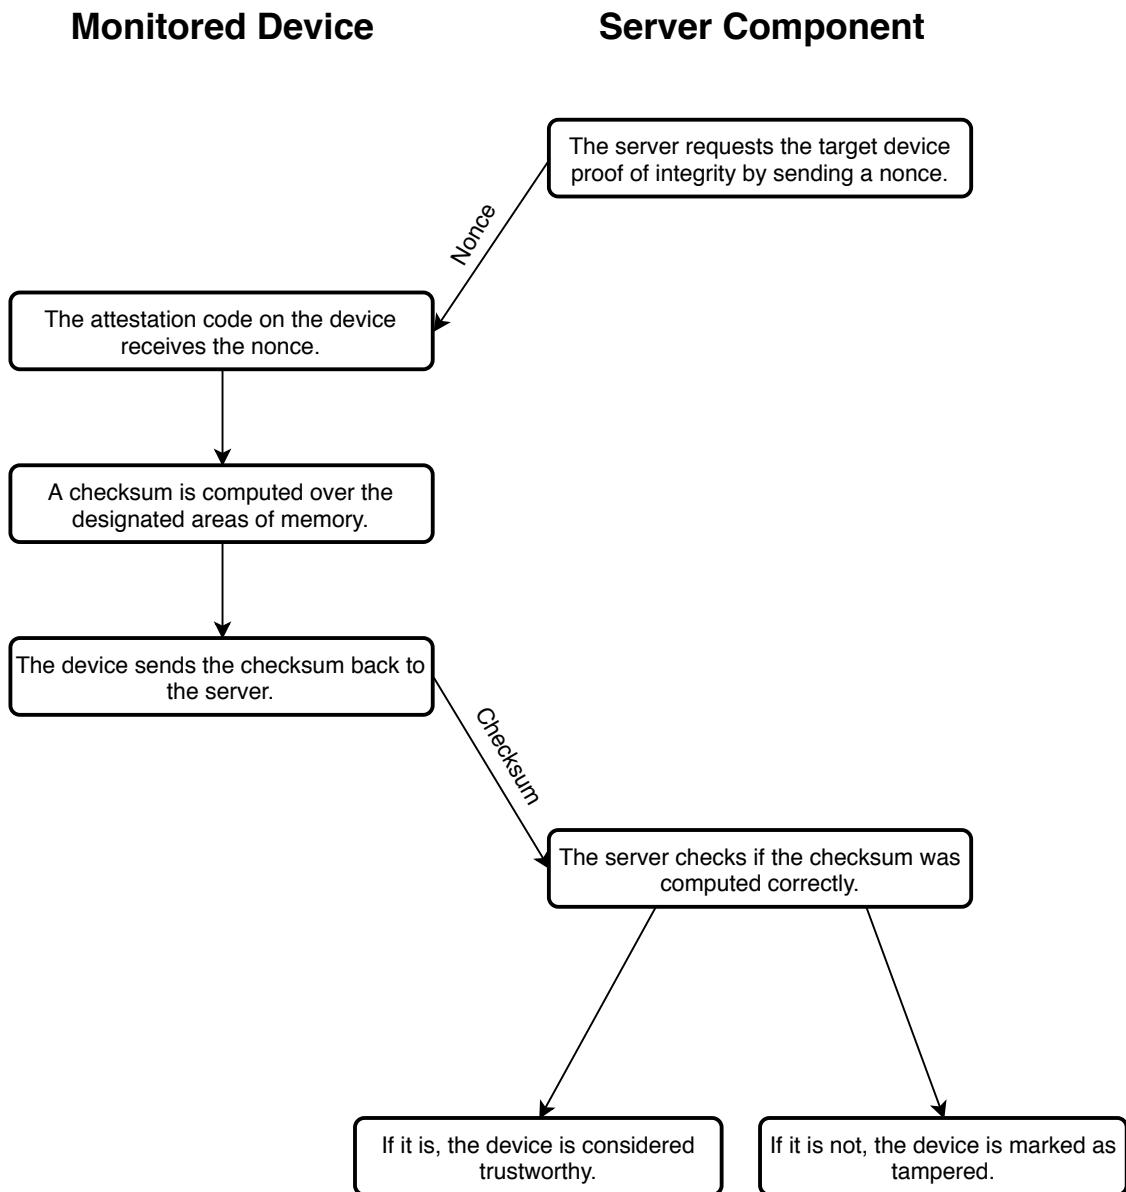 Monitored Device
Server Component
The server requests the target device
proof of integrity by sending a nonce.
Nonce
The attestation code on the device
receives the nonce.
A checksum is computed over the
designated areas of memory.
The device sends the checksum back to
the server.
Checksum
The server checks if the checksum was
computed correctly.
If it is, the device is considered
trustworthy.
If it is not, the device is marked as
tampered.